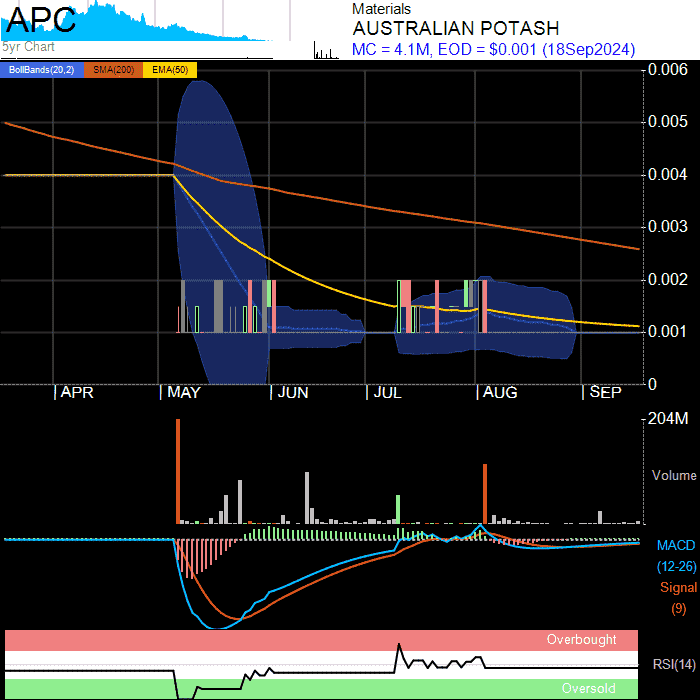 APC
5yr Chart
Materials
AUSTRALIAN POTASH
MC = 4.1M, EOD = $0.001 (18Sep2024)
BollBands(20,2) SMA(200) EMA(50)
0.006
0.005
0.004
0.003
0.002
0.001
0
APR MAY JUN JUL AUG SEP
204M
Volume
MACD
(12-26)
Signal
(9)
Overbought
RSI(14)
Oversold